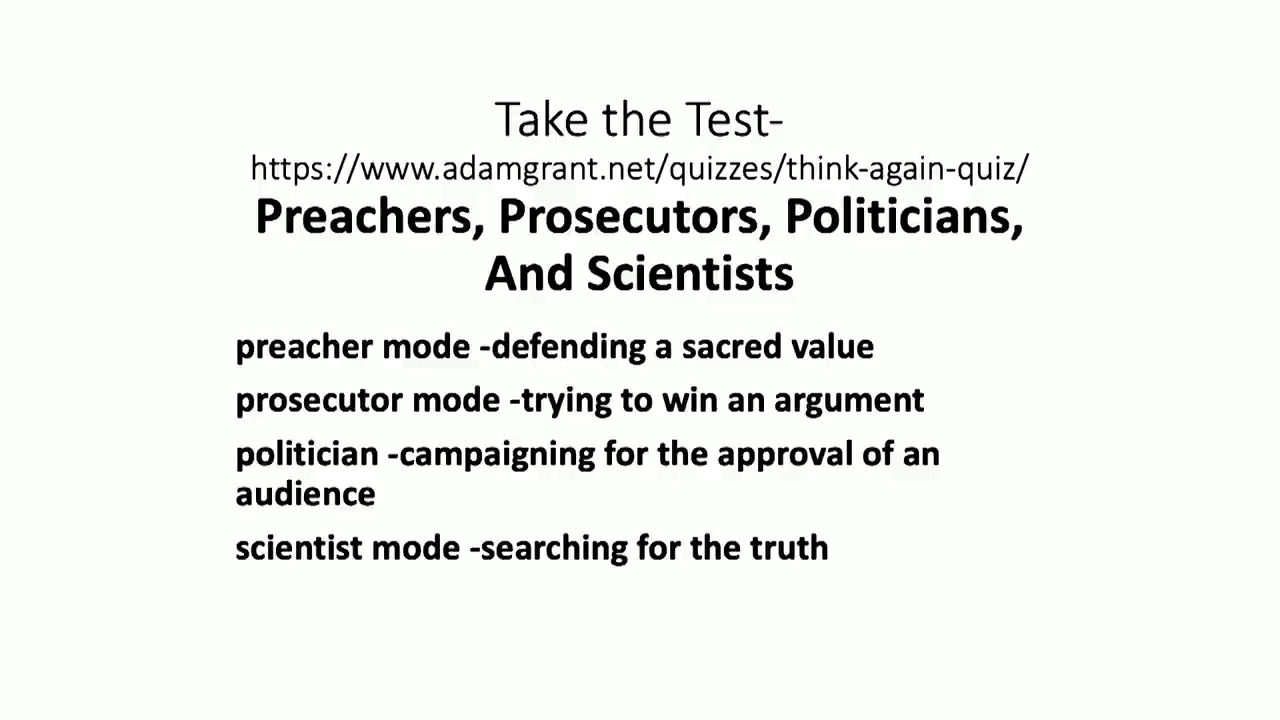 Take the Test-
https://www.adamgrant.net/quizzes/think-again-quiz/
Preachers, Prosecutors, Politicians,
And Scientists
preacher mode -defending a sacred value
prosecutor mode -trying to win an argument
politician -campaigning for the approval of an
audience
scientist mode -searching for the truth